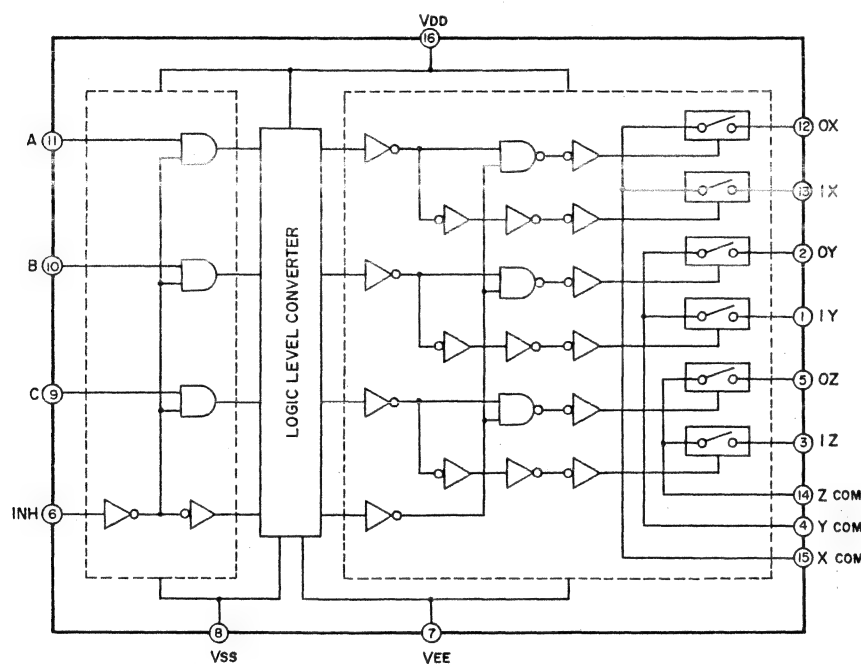 VDD
16
A 11
12 0X
13 1X
B 10
2 0Y
LOGIC LEVEL CONVERTER
1 1Y
C 9
5 0Z
3 1Z
14 Z COM
INH 6
4 Y COM
15 X COM
8
7
VSS
VEE